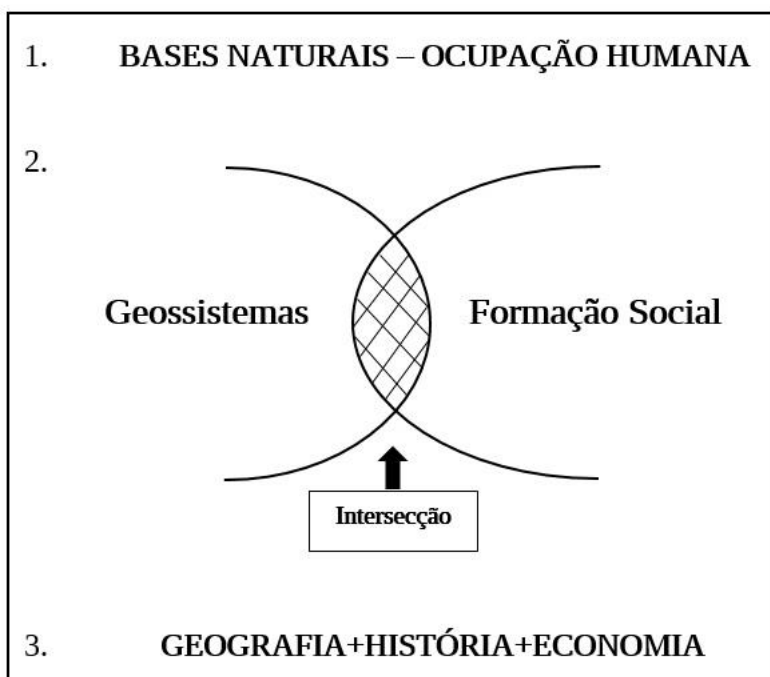 1. BASES NATURAIS – OCUPAÇÃO HUMANA
2.
Geossistemas Formação Social
Intersecção
3. GEOGRAFIA+HISTÓRIA+ECONOMIA